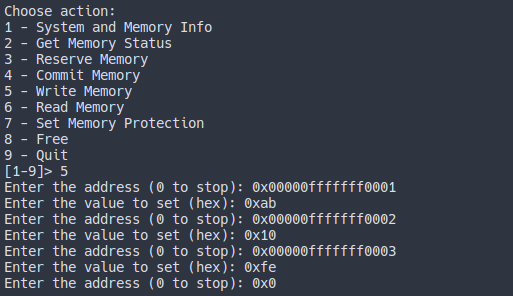 Choose action:
1 - System and Memory Info
2 - Get Memory Status
3 - Reserve Memory
4 - Commit Memory
5 - Write Memory
6 - Read Memory
7 - Set Memory Protection
8 - Free
9 - Quit
[1-9]> 5
Enter the address (0 to stop): 0x00000fffffff0001
Enter the value to set (hex): 0xab
Enter the address (0 to stop): 0x00000fffffff0002
Enter the value to set (hex): 0x10
Enter the address (0 to stop): 0x00000fffffff0003
Enter the value to set (hex): 0xfe
Enter the address (0 to stop): 0x0